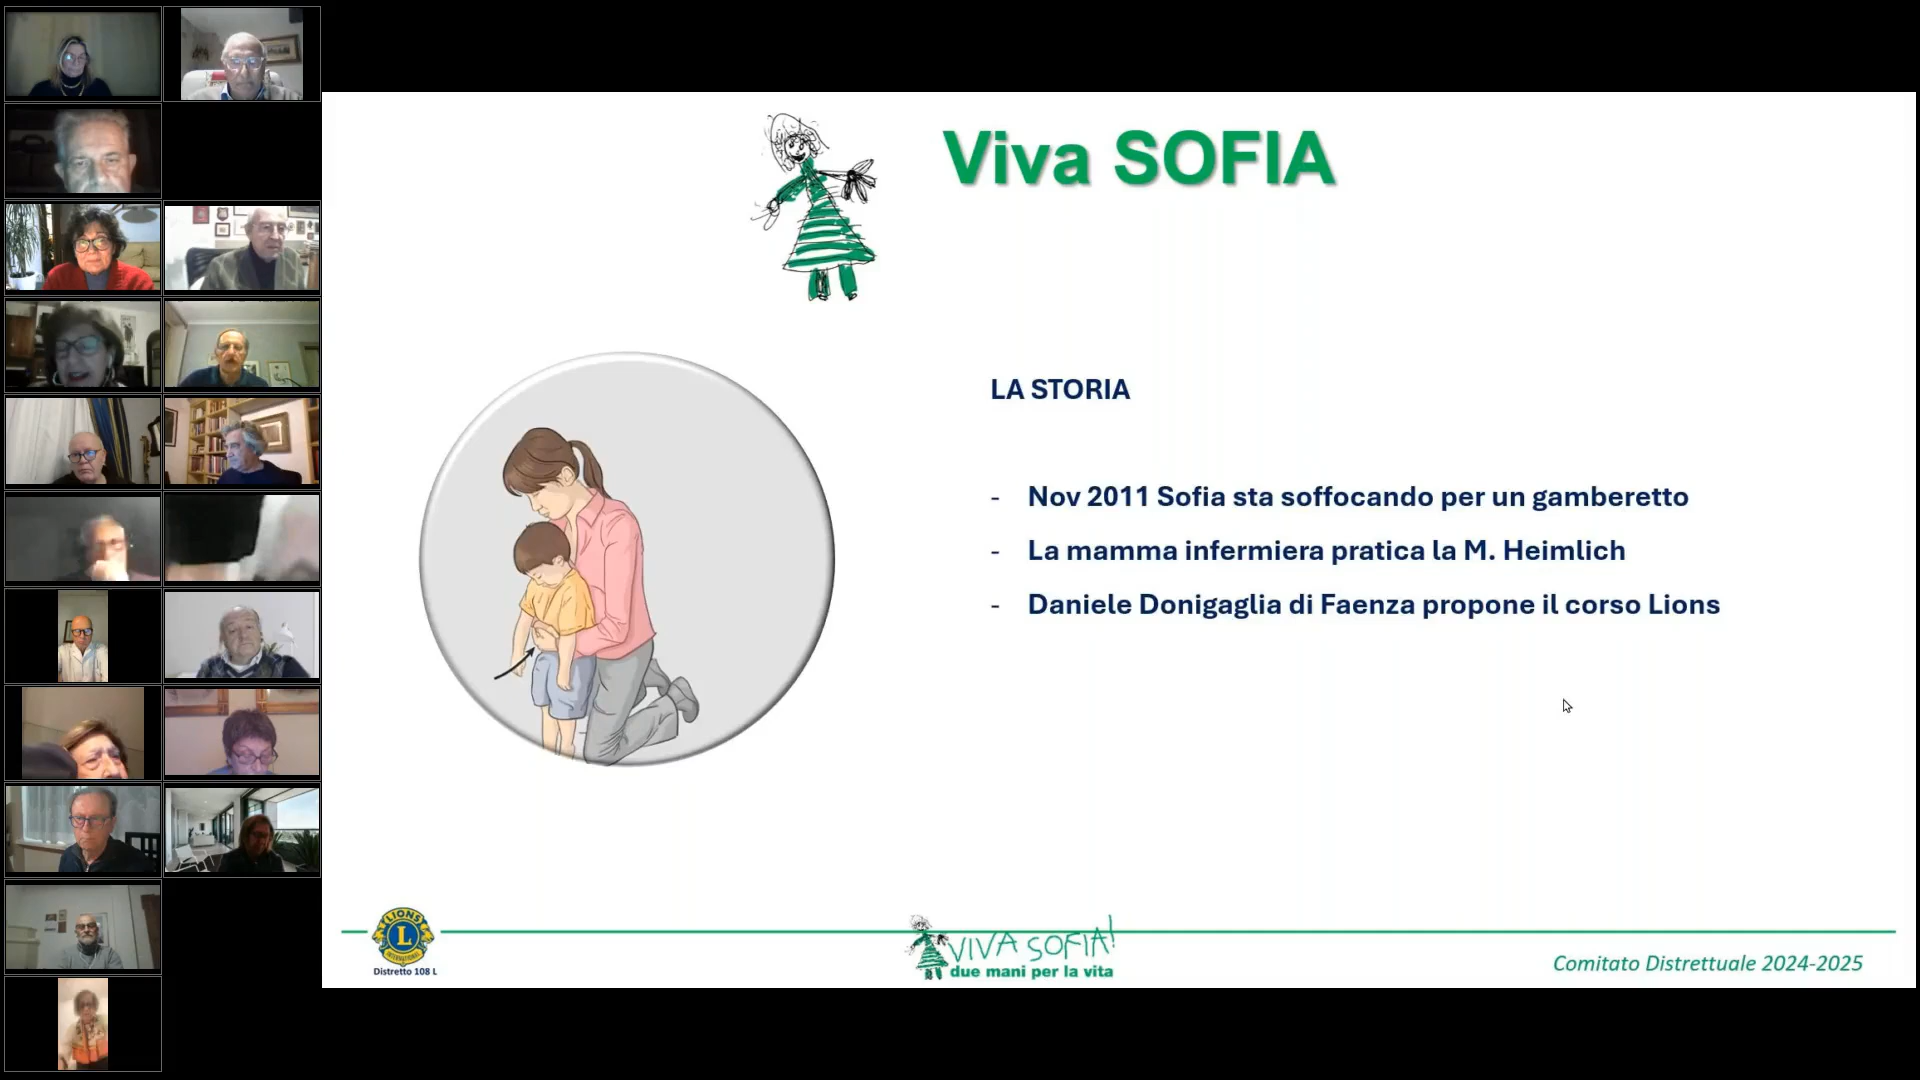 Viva SOFIA
LA STORIA
- Nov 2011 Sofia sta soffocando per un gamberetto
- La mamma infermiera pratica la M. Heimlich
- Daniele Donigaglia di Faenza propone il corso Lions
LIONS
L
INTERNATIONAL
Distretto 108 L
VIVA SOFIA!
due mani per la vita
Comitato Distrettuale 2024-2025